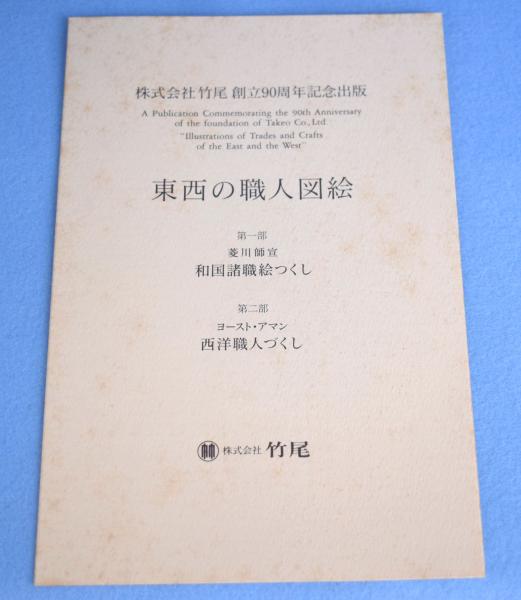 株式会社竹尾 創立90周年記念出版
A Publication Commemorating the 90th Anniversary
of the foundation of Takeo Co., Ltd
"Illustrations of Trades and Crafts
of the East and the West"
東西の職人図絵
第一部
菱川師宣
和国諸職絵つくし
第二部
ヨースト・アマン
西洋職人づくし
株式会社 竹尾